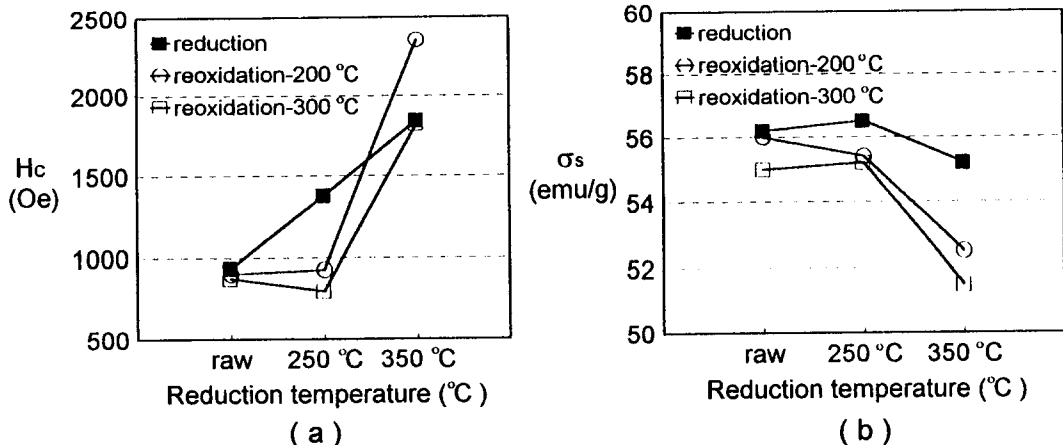 2500
2000
1500
1000
500
Hc
(Oe)
reduction
reoxidation-200 °C
reoxidation-300 °C
raw 250 °C 350 °C
Reduction temperature (°C )
( a )
60
58
56
54
52
50
σs
(emu/g)
reduction
reoxidation-200 °C
reoxidation-300 °C
raw 250 °C 350 °C
Reduction temperature (°C )
( b )